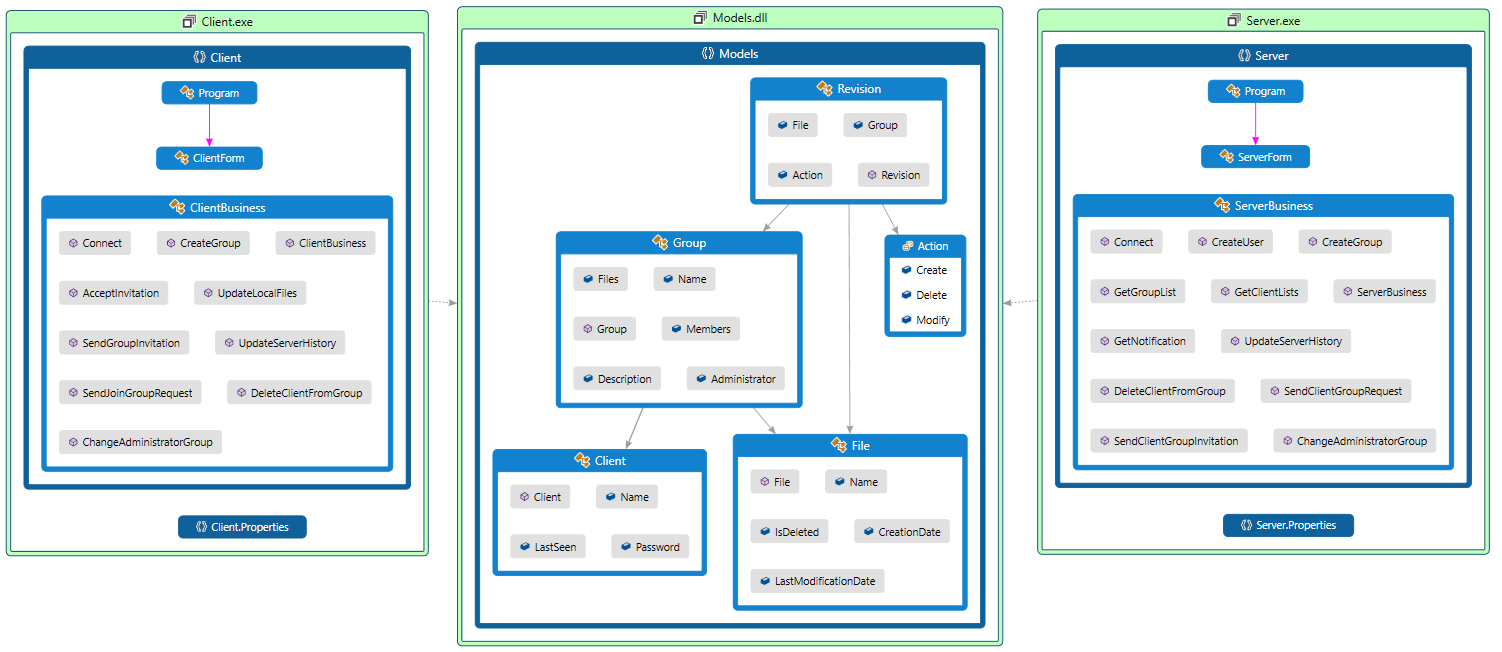 Client.exe
Client
Program
ClientForm
ClientBusiness
Connect CreateGroup ClientBusiness
AcceptInvitation UpdateLocalFiles
SendGroupInvitation UpdateServerHistory
SendJoinGroupRequest DeleteClientFromGroup
ChangeAdministratorGroup
Client.Properties
Models.dll
Models
Revision
File Group
Action Revision
Group
Files Name
Group Members
Description Administrator
Action
Create
Delete
Modify
Client
Client Name
LastSeen Password
File
File Name
IsDeleted CreationDate
LastModificationDate
Server.exe
Server
Program
ServerForm
ServerBusiness
Connect CreateUser CreateGroup
GetGroupList GetClientLists ServerBusiness
GetNotification UpdateServerHistory
DeleteClientFromGroup SendClientGroupRequest
SendClientGroupInvitation ChangeAdministratorGroup
Server.Properties